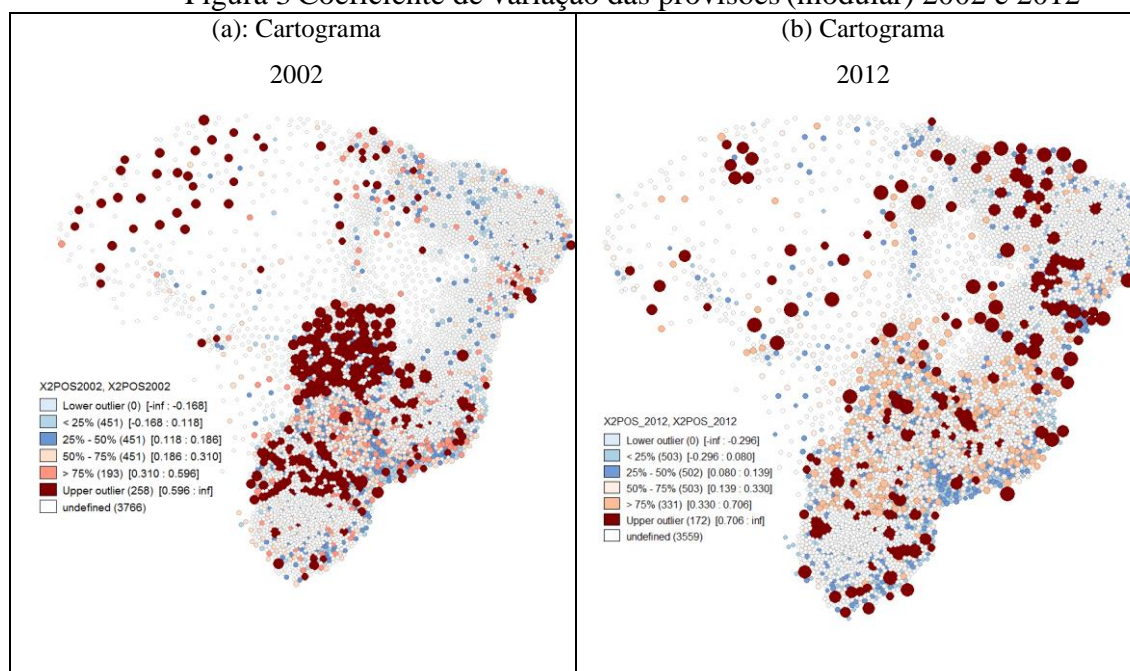 Figura 3 Coeficiente de variação das provisões (modular) 2002 e 2012
(a): Cartograma
2002
(b) Cartograma
2012
X2POS2002, X2POS2002
Lower outlier (0) [-inf : -0.168]
< 25% (451) [-0.168 : 0.118]
25% - 50% (451) [0.118 : 0.186]
50% - 75% (451) [0.186 : 0.310]
> 75% (193) [0.310 : 0.596]
Upper outlier (258) [0.596 : inf]
undefined (3766)
X2POS_2012, X2POS_2012
Lower outlier (0) [-inf : -0.296]
< 25% (503) [-0.296 : 0.080]
25% - 50% (502) [0.080 : 0.139]
50% - 75% (503) [0.139 : 0.330]
> 75% (331) [0.330 : 0.706]
Upper outlier (172) [0.706 : inf]
undefined (3559)